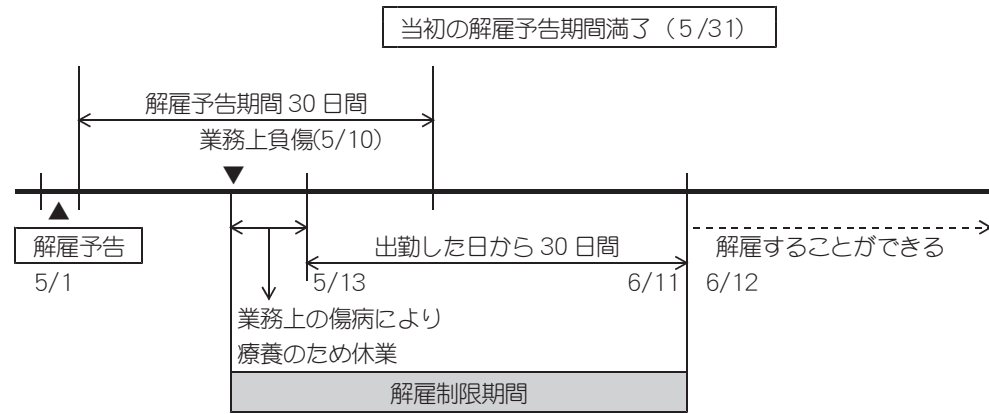 当初の解雇予告期間満了（5/31）
解雇予告期間 30 日間
業務上負傷(5/10)
▼
▲
解雇予告
5/1
出勤した日から 30 日間
解雇することができる
5/13
6/11
6/12
業務上の傷病により
療養のため休業
解雇制限期間